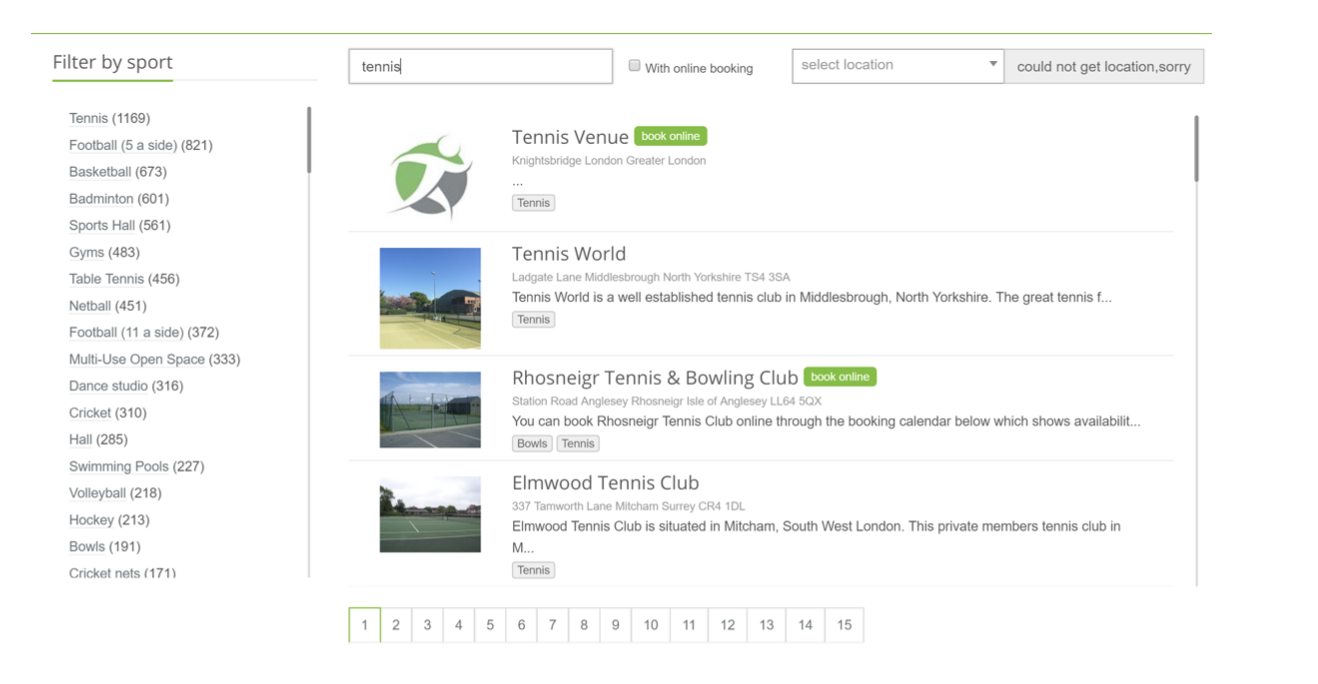 Filter by sport
tennis
With online booking
select location
could not get location,sorry
Tennis (1169)
Football (5 a side) (821)
Basketball (673)
Badminton (601)
Sports Hall (561)
Gyms (483)
Table Tennis (456)
Netball (451)
Football (11 a side) (372)
Multi-Use Open Space (333)
Dance studio (316)
Cricket (310)
Hall (285)
Swimming Pools (227)
Volleyball (218)
Hockey (213)
Bowls (191)
Cricket nets (171)
Tennis Venue book online
Knightsbridge London Greater London
...
Tennis
Tennis World
Ladgate Lane Middlesbrough North Yorkshire TS4 3SA
Tennis World is a well established tennis club in Middlesbrough, North Yorkshire. The great tennis f...
Tennis
Rhosneigr Tennis & Bowling Club book online
Station Road Anglesey Rhosneigr Isle of Anglesey LL64 5QX
You can book Rhosneigr Tennis Club online through the booking calendar below which shows availabilit...
Bowls Tennis
Elmwood Tennis Club
337 Tamworth Lane Mitcham Surrey CR4 1DL
Elmwood Tennis Club is situated in Mitcham, South West London. This private members tennis club in
M...
Tennis
1 2 3 4 5 6 7 8 9 10 11 12 13 14 15